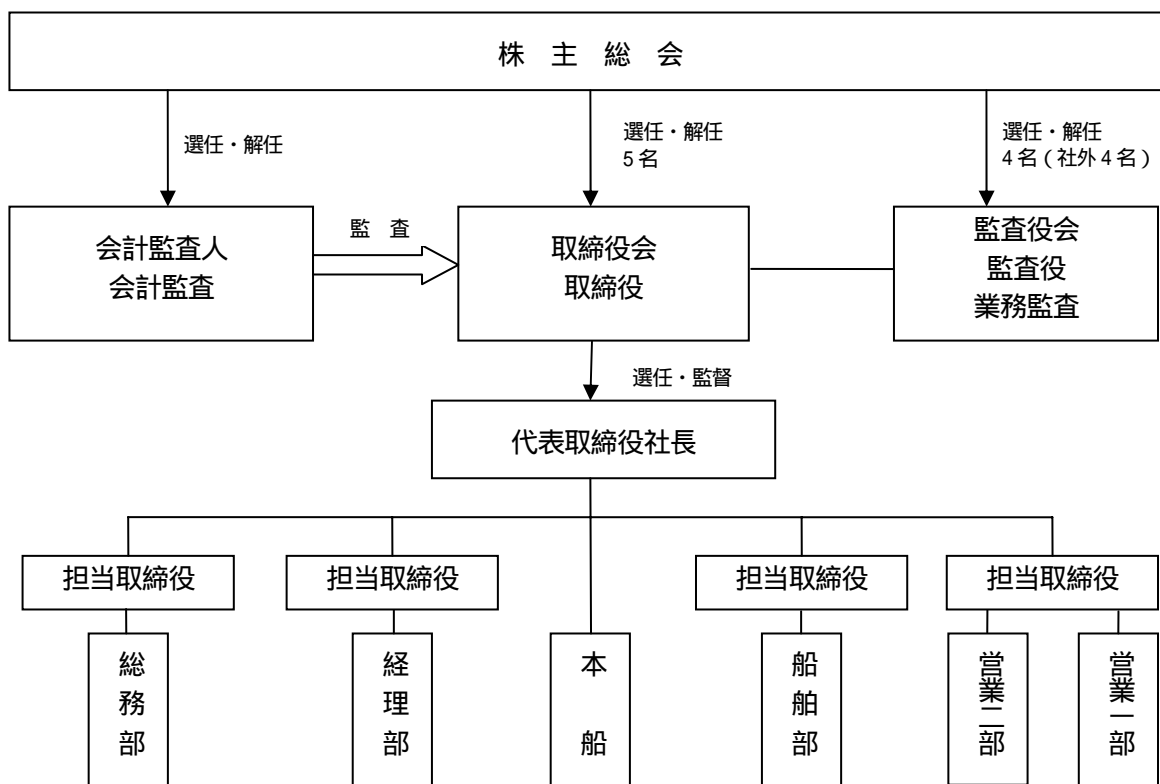 株 主 総 会
選任・解任
選任・解任
5 名
選任・解任
4 名 ( 社外 4 名 )
会計監査人
会計監査
監 査
取締役会
取締役
監査役会
監査役
業務監査
選任・監督
代表取締役社長
担当取締役
担当取締役
担当取締役
担当取締役
総務部
経理部
本船
船舶部
営業二部
営業一部